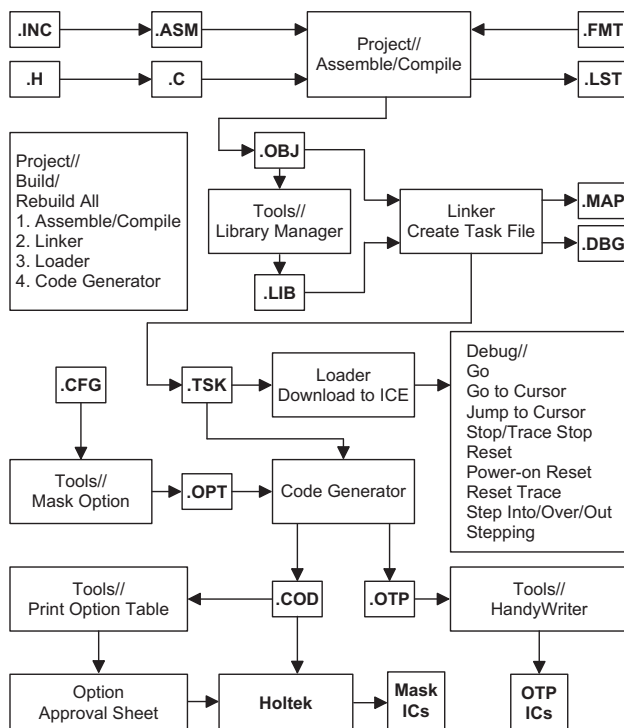 .INC
.ASM
Project//
Assemble/Compile
.FMT
.H
.C
.LST
Project//
Build/
Rebuild All
1. Assemble/Compile
2. Linker
3. Loader
4. Code Generator
.OBJ
Tools//
Library Manager
.LIB
Linker
Create Task File
.MAP
.DBG
.CFG
.TSK
Loader
Download to ICE
Debug//
Go
Go to Cursor
Jump to Cursor
Stop/Trace Stop
Reset
Power-on Reset
Reset Trace
Step Into/Over/Out
Stepping
Tools//
Mask Option
.OPT
Code Generator
Tools//
Print Option Table
.COD
.OTP
Tools//
HandyWriter
Option
Approval Sheet
Holtek
Mask
ICs
OTP
ICs